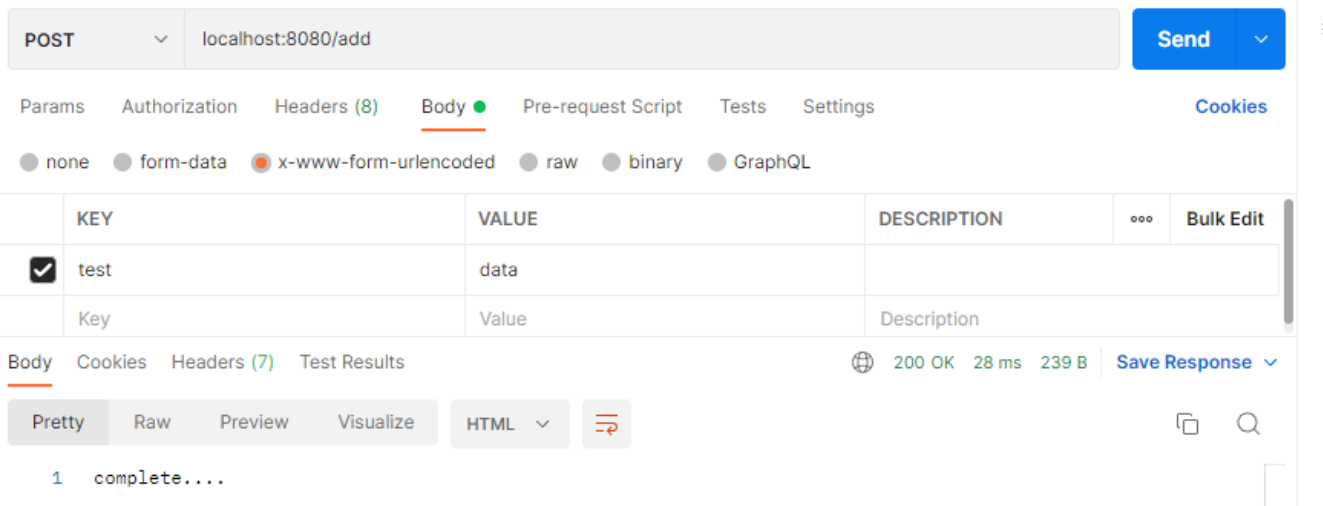 POST localhost:8080/add Send
Params Authorization Headers (8) Body Pre-request Script Tests Settings Cookies
none form-data x-www-form-urlencoded raw binary GraphQL
KEY VALUE DESCRIPTION ooo Bulk Edit
test data
Key Value Description
Body Cookies Headers (7) Test Results 200 OK 28 ms 239 B Save Response
Pretty Raw Preview Visualize HTML
1 complete....